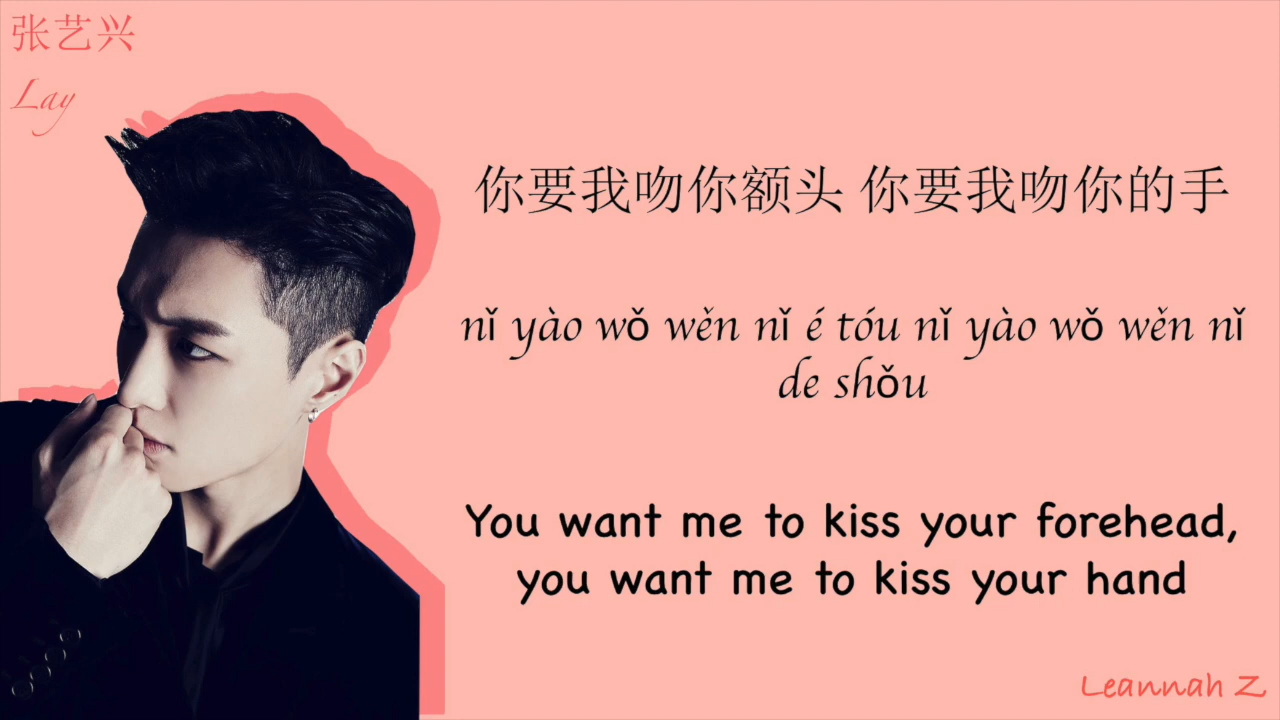 张艺兴
Lay
你要我吻你额头 你要我吻你的手
nǐ yào wǒ wěn nǐ é tóu nǐ yào wǒ wěn nǐ
de shǒu
You want me to kiss your forehead,
you want me to kiss your hand
Leannah Z